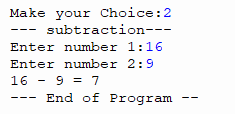 Make your Choice:2
--- subtraction---
Enter number 1:16
Enter number 2:9
16 - 9 = 7
--- End of Program --